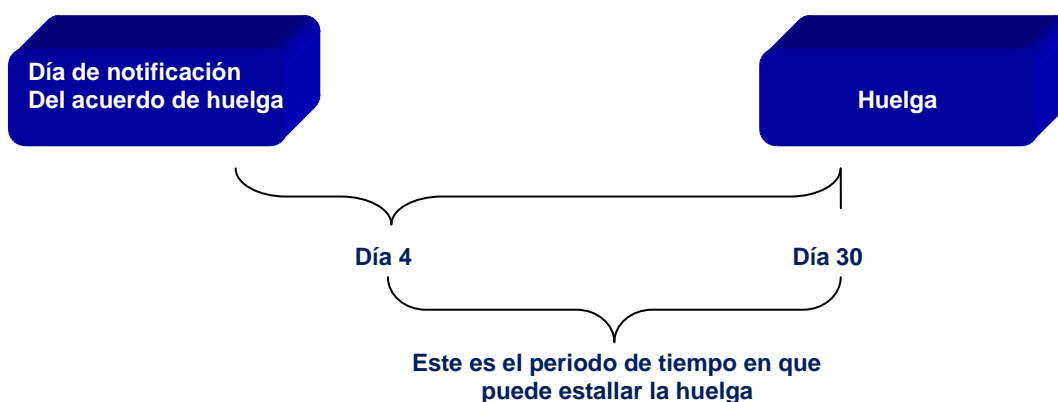 Día de notificación
Del acuerdo de huelga
Huelga
Día 4
Día 30
Este es el periodo de tiempo en que
puede estallar la huelga